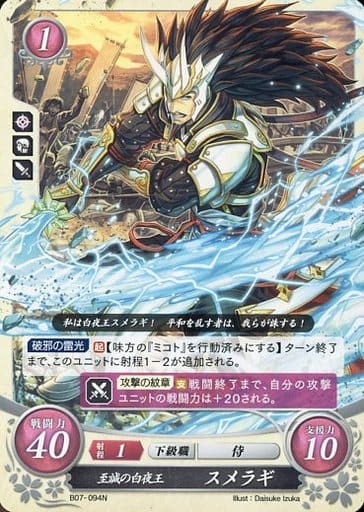 1
私は白夜王スメラギ! 平和を乱す者は、我らが誅する!
破邪の雷光 起 【味方の『ミコト』を行動済みにする】ターン終了
まで、このユニットに射程1-2が追加される。
攻撃の紋章 支 戦闘終了まで、自分の攻撃
ユニットの戦闘力は+20される。
戦闘力
40
射程 1
下級職
侍
支援力
10
至誠の白夜王 スメラギ
B07-094N
Illust: Daisuke Izuka